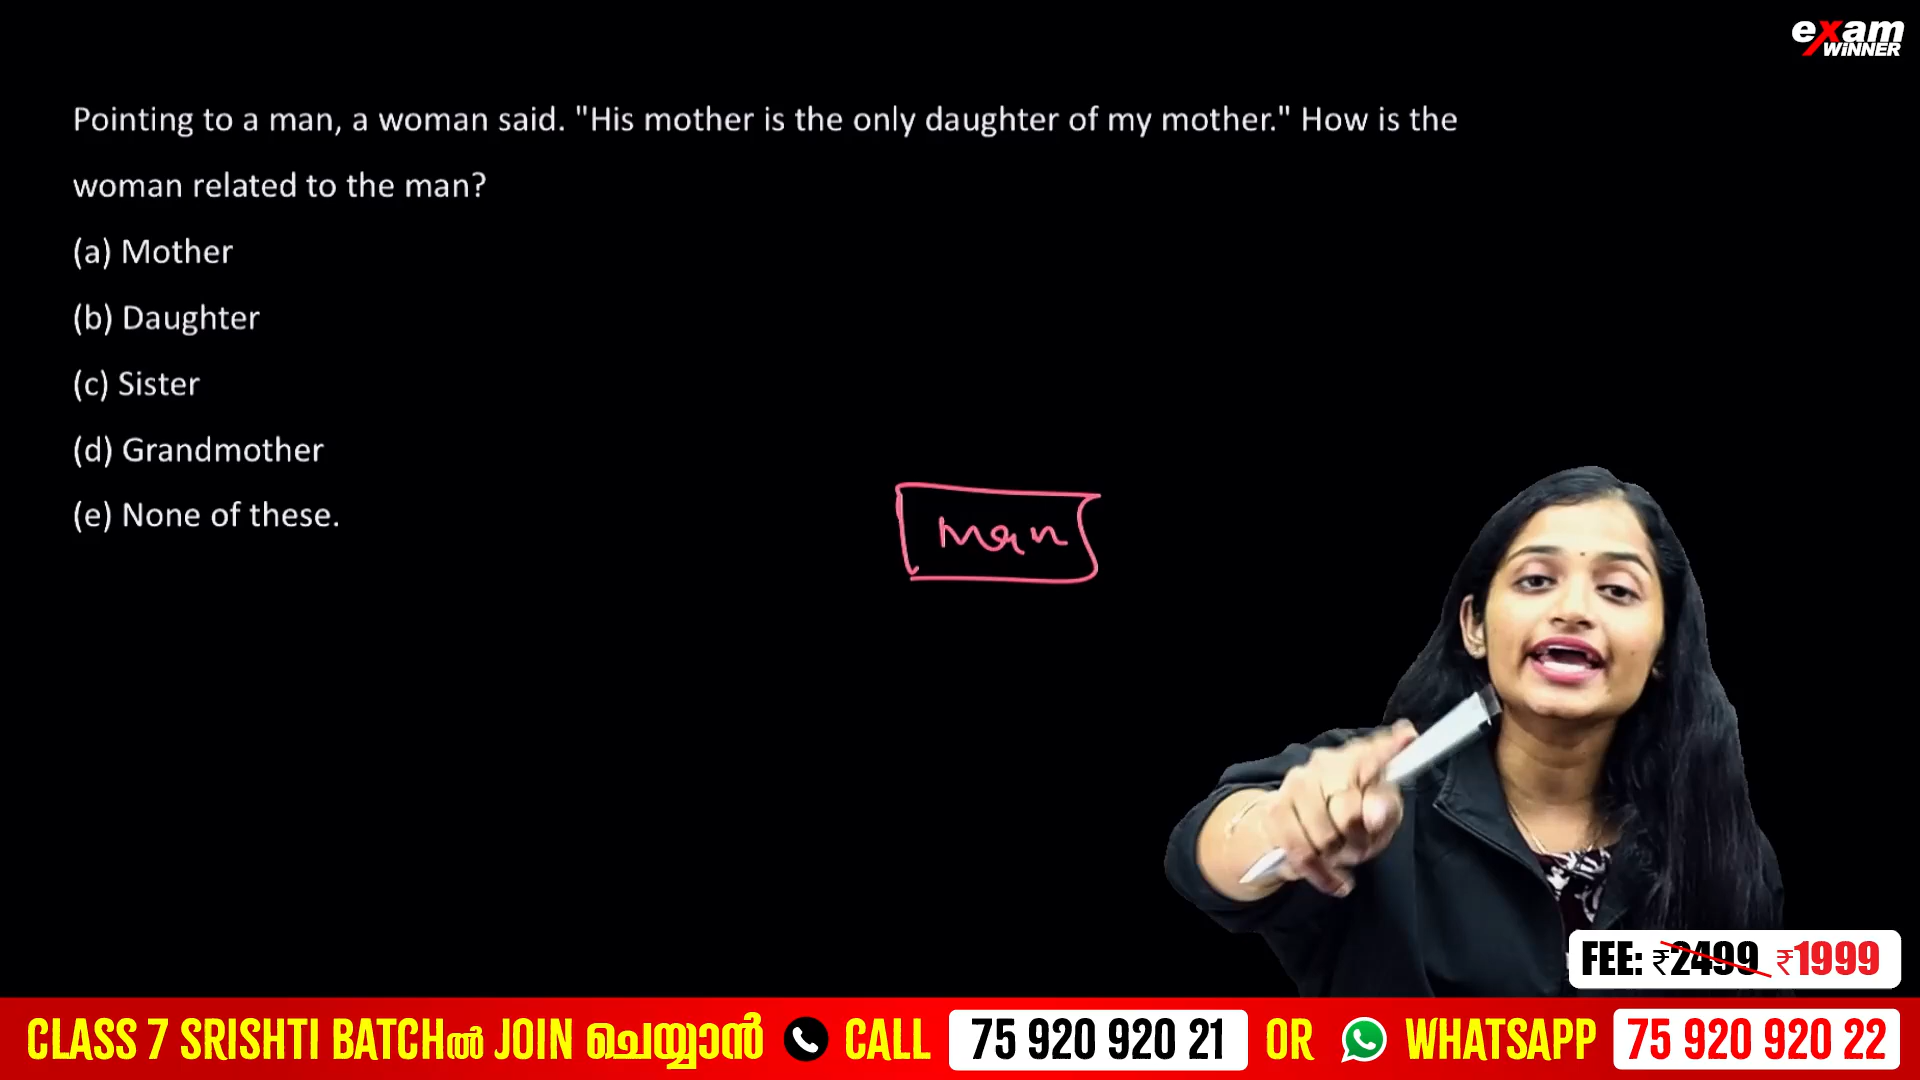 exam
WINNER
Pointing to a man, a woman said. "His mother is the only daughter of my mother." How is the
woman related to the man?
(a) Mother
(b) Daughter
(c) Sister
(d) Grandmother
(e) None of these.
man
FEE: ₹2499 ₹1999
CLASS 7 SRISHTI BATCHൽ JOIN ചെയ്യാൻ CALL 75 920 920 21 OR WHATSAPP 75 920 920 22